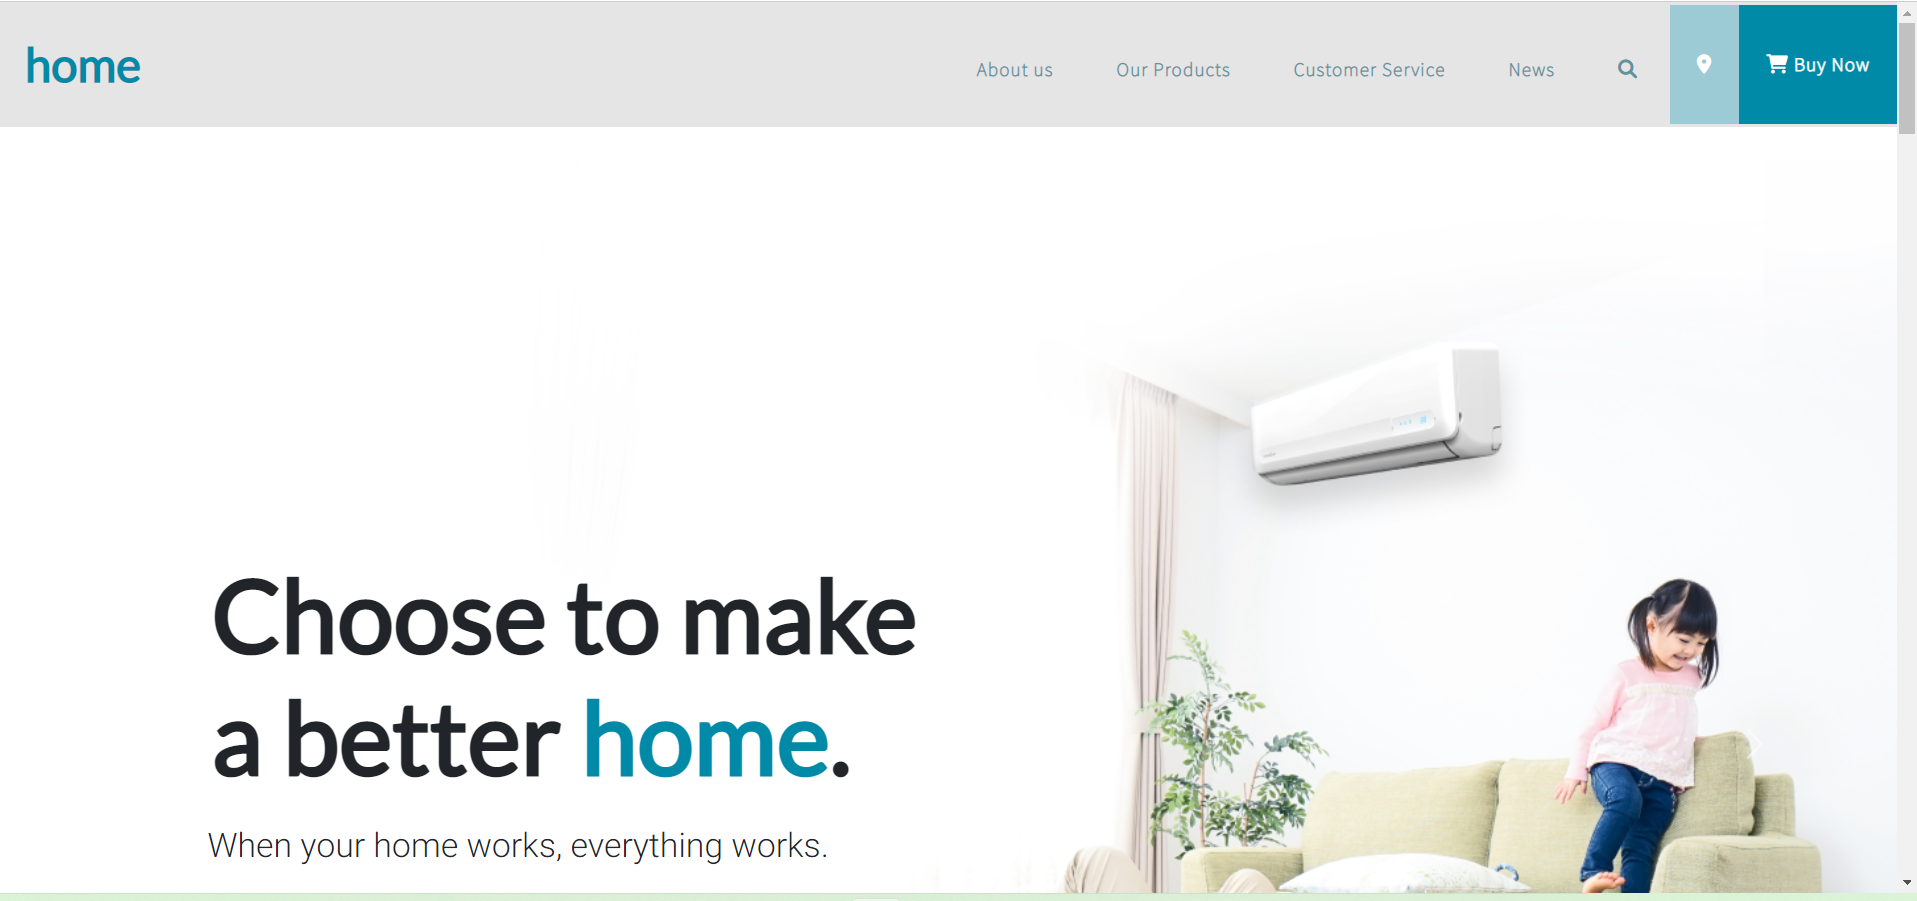 home
About us
Our Products
Customer Service
News
Buy Now
Choose to make
a better home.
When your home works, everything works.